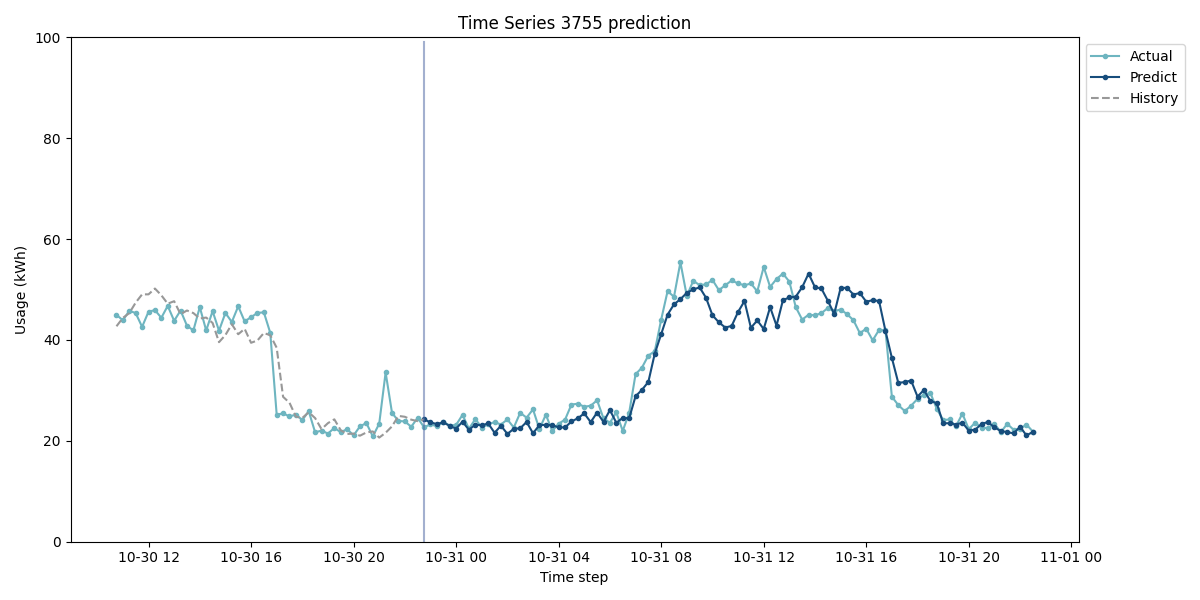 Time Series 3755 prediction
100
80
60
40
20
0
Usage (kWh)
10-30 12
10-30 16
10-30 20
10-31 00
10-31 04
10-31 08
10-31 12
10-31 16
10-31 20
11-01 00
Time step
Actual
Predict
History